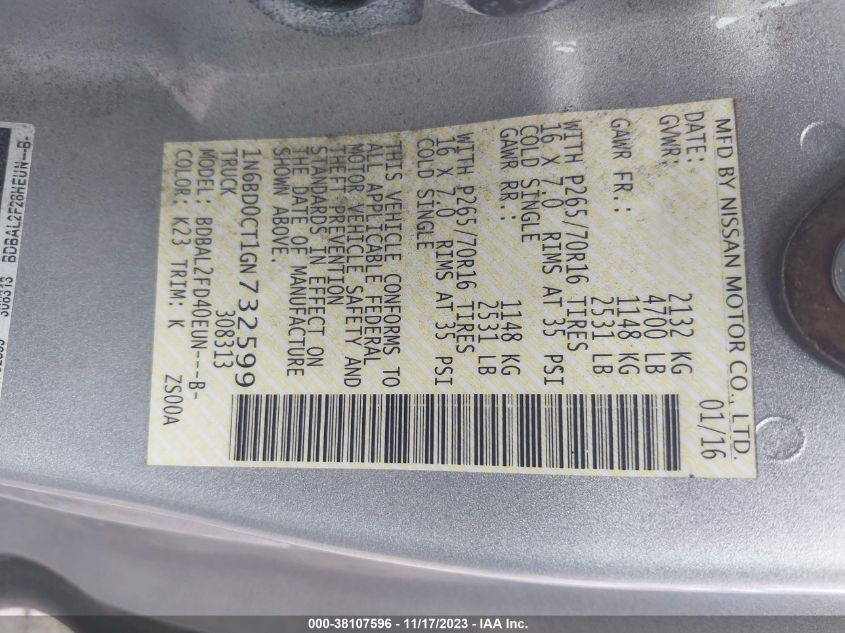 MFD BY NISSAN MOTOR CO., LTD.
DATE: 01/16
GVWR: 2132 KG
4700 LB
GAWR FR.: 1148 KG
2531 LB
WITH P265/70R16 TIRES
16 X 7.0 RIMS AT 35 PSI
COLD SINGLE
GAWR RR.: 1148 KG
2531 LB
WITH P265/70R16 TIRES
16 X 7.0 RIMS AT 35 PSI
COLD SINGLE
THIS VEHICLE CONFORMS TO
ALL APPLICABLE FEDERAL
MOTOR VEHICLE SAFETY AND
THEFT PREVENTION
STANDARDS IN EFFECT ON
THE DATE OF MANUFACTURE
SHOWN ABOVE.
1N6BD0CT1GN732599
TRUCK 308313
MODEL: BDBAL2FD40EUN---B-
COLOR: K23 TRIM: K ZS00A
308313 BDBAL2F28HEUN---B-
000-38107596 - 11/17/2023 - IAA Inc.